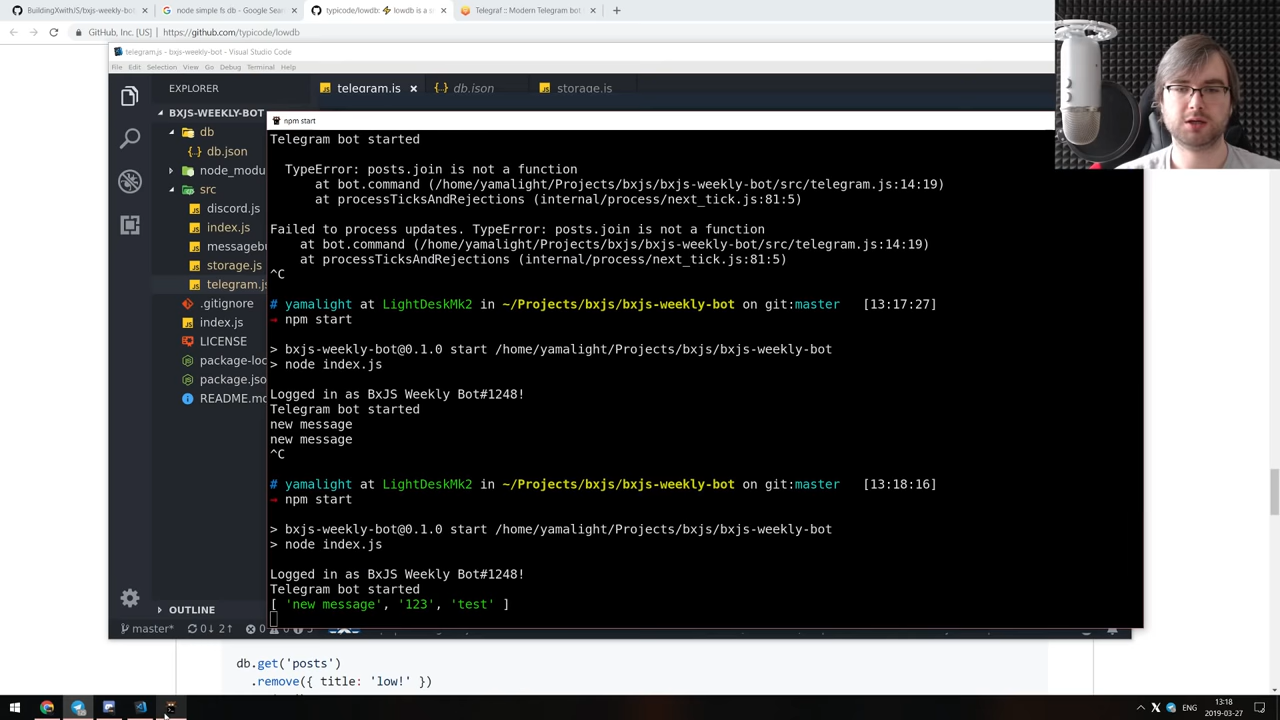 BuildingXwithJS/bxjs-weekly-bot
node simple fs db - Google Sear
typicode/lowdb: ⚡ lowdb is a s
Telegraf :: Modern Telegram bot
GitHub, Inc. [US] | https://github.com/typicode/lowdb
telegram.js - bxjs-weekly-bot - Visual Studio Code
File Edit Selection View Go Debug Terminal Help
EXPLORER
telegram.js
db.json
storage.js
BXJS-WEEKLY-BOT
db
db.json
node_modu
src
discord.js
index.js
messageb
storage.js
telegram.js
.gitignore
index.js
LICENSE
package-loc
package.jso
README.md
OUTLINE
master* 0↓ 2↑ 0
npm start
Telegram bot started
TypeError: posts.join is not a function
at bot.command (/home/yamalight/Projects/bxjs/bxjs-weekly-bot/src/telegram.js:14:19)
at processTicksAndRejections (internal/process/next_tick.js:81:5)
Failed to process updates. TypeError: posts.join is not a function
at bot.command (/home/yamalight/Projects/bxjs/bxjs-weekly-bot/src/telegram.js:14:19)
at processTicksAndRejections (internal/process/next_tick.js:81:5)
^C
# yamalight at LightDeskMk2 in ~/Projects/bxjs/bxjs-weekly-bot on git:master [13:17:27]
→ npm start
> bxjs-weekly-bot@0.1.0 start /home/yamalight/Projects/bxjs/bxjs-weekly-bot
> node index.js
Logged in as BxJS Weekly Bot#1248!
Telegram bot started
new message
new message
^C
# yamalight at LightDeskMk2 in ~/Projects/bxjs/bxjs-weekly-bot on git:master [13:18:16]
→ npm start
> bxjs-weekly-bot@0.1.0 start /home/yamalight/Projects/bxjs/bxjs-weekly-bot
> node index.js
Logged in as BxJS Weekly Bot#1248!
Telegram bot started
[ 'new message', '123', 'test' ]
db.get('posts')
.remove({ title: 'low!' })
ENG
13:18
2019-03-27